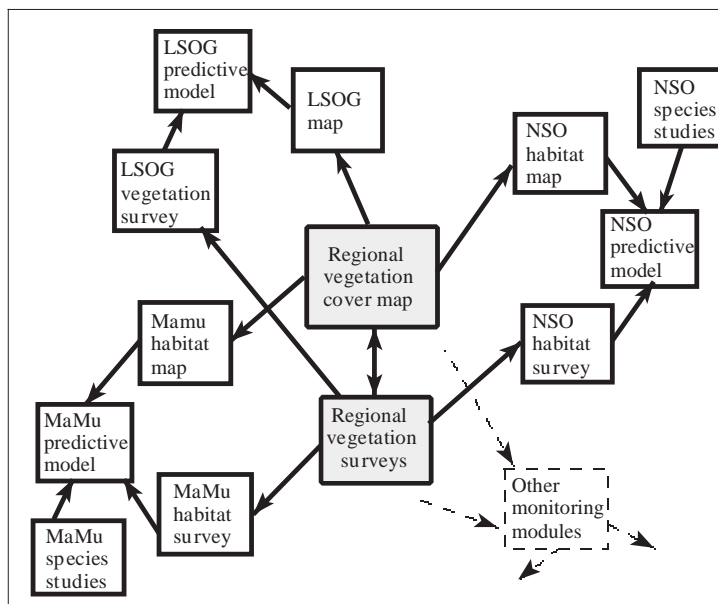 LSOG
predictive
model
LSOG
map
NSO
species
studies
NSO
habitat
map
LSOG
vegetation
survey
NSO
predictive
model
Regional
vegetation
cover map
Mamu
habitat
map
NSO
habitat
survey
MaMu
predictive
model
Regional
vegetation
surveys
MaMu
habitat
survey
Other
monitoring
modules
MaMu
species
studies